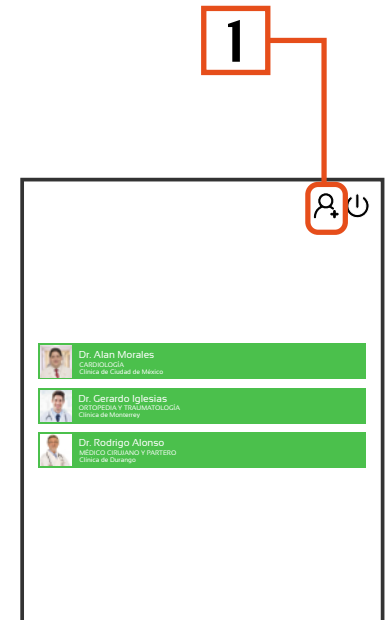 1
Dr. Alan Morales
CARDIOLOGÍA
Clínica de Ciudad de México
Dr. Gerardo Iglesias
ORTOPEDIA Y TRAUMATOLOGÍA
Clínica de Monterrey
Dr. Rodrigo Alonso
MÉDICO CIRUJANO Y PARTERO
Clínica de Durango